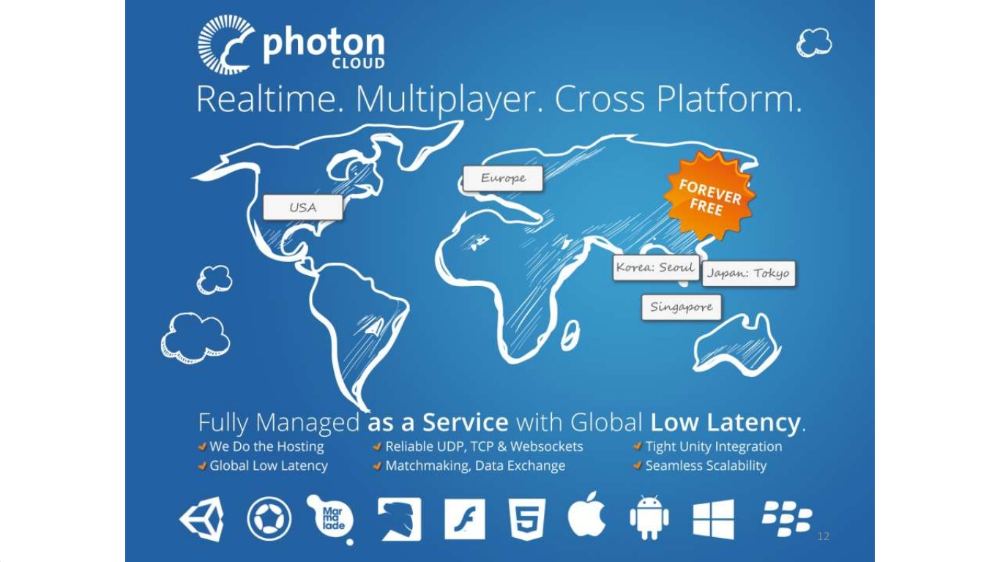 photon
CLOUD
Realtime. Multiplayer. Cross Platform.
Europe
USA
FOREVER
FREE
Korea: Seoul
Japan: Tokyo
Singapore
Fully Managed as a Service with Global Low Latency.
We Do the Hosting
Reliable UDP, TCP & Websockets
Tight Unity Integration
Global Low Latency
Matchmaking, Data Exchange
Seamless Scalability
Mar
ma
lade
5
12